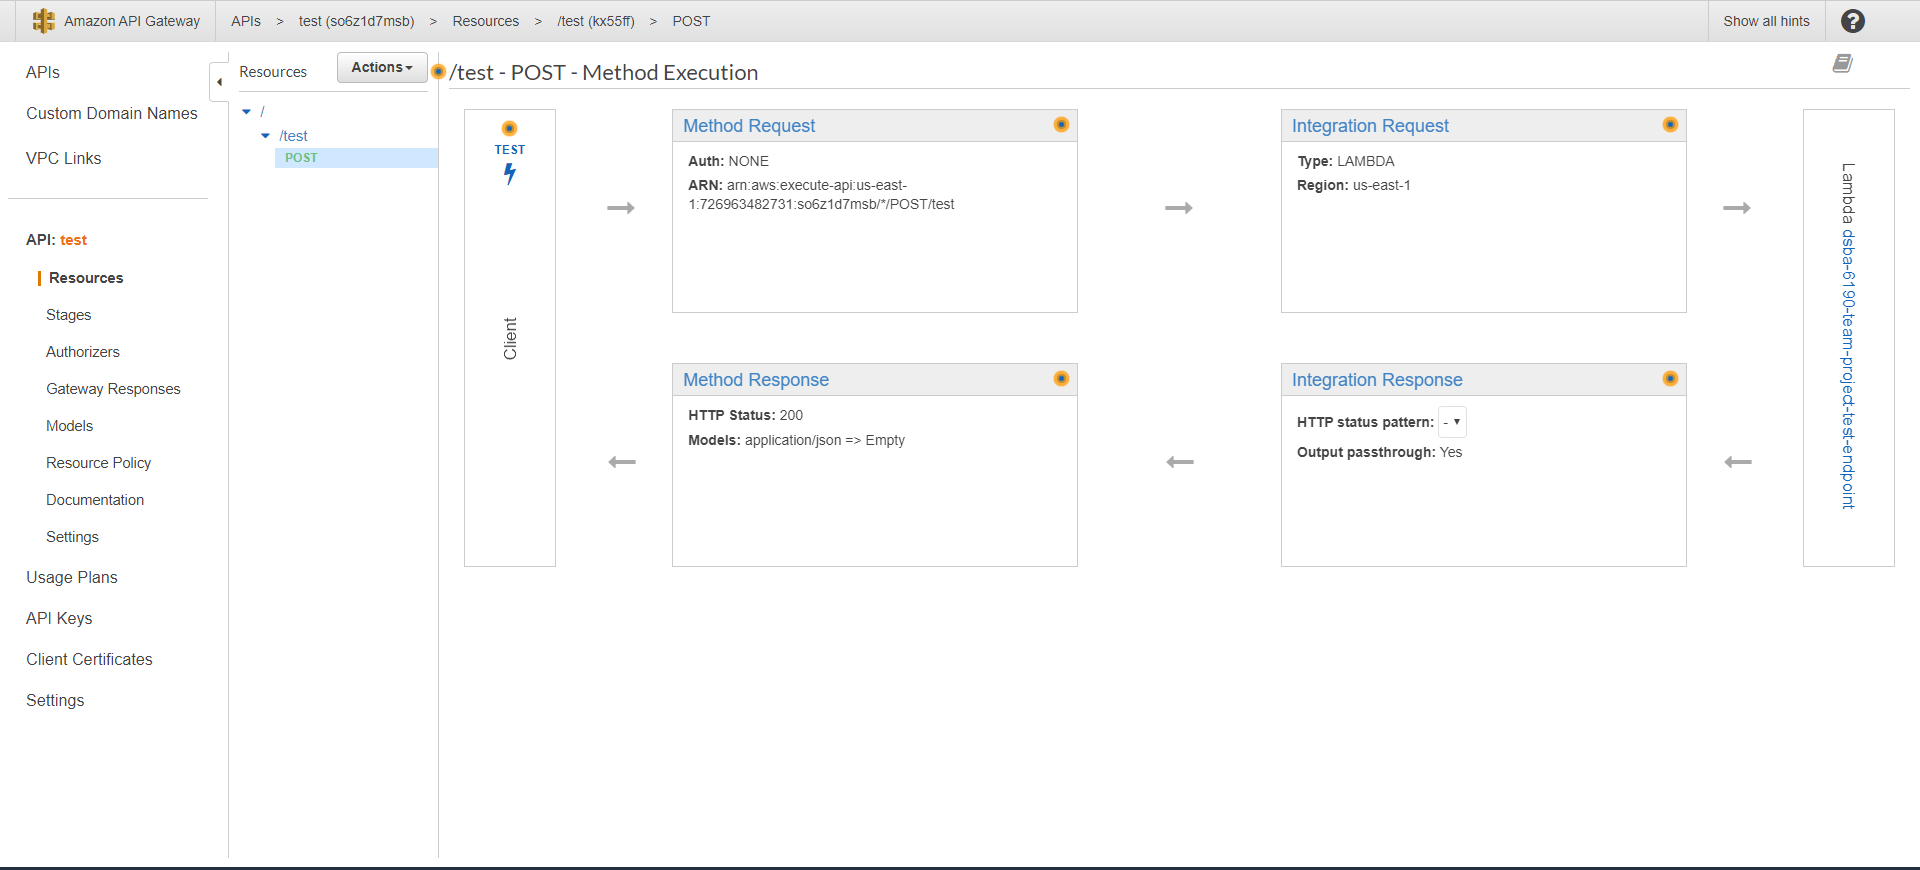 Amazon API Gateway
APIs > test (so6z1d7msb) > Resources > /test (kx55ff) > POST
Show all hints
?
APIs
Custom Domain Names
VPC Links
API: test
Resources
Stages
Authorizers
Gateway Responses
Models
Resource Policy
Documentation
Settings
Usage Plans
API Keys
Client Certificates
Settings
Resources
Actions
/
/test
POST
/test - POST - Method Execution
TEST
Client
Method Request
Auth: NONE
ARN: arn:aws:execute-api:us-east-
1:726963482731:so6z1d7msb/*/POST/test
Integration Request
Type: LAMBDA
Region: us-east-1
Lambda dsba-6190-team-project-test-endpoint
Method Response
HTTP Status: 200
Models: application/json => Empty
Integration Response
HTTP status pattern: -
Output passthrough: Yes